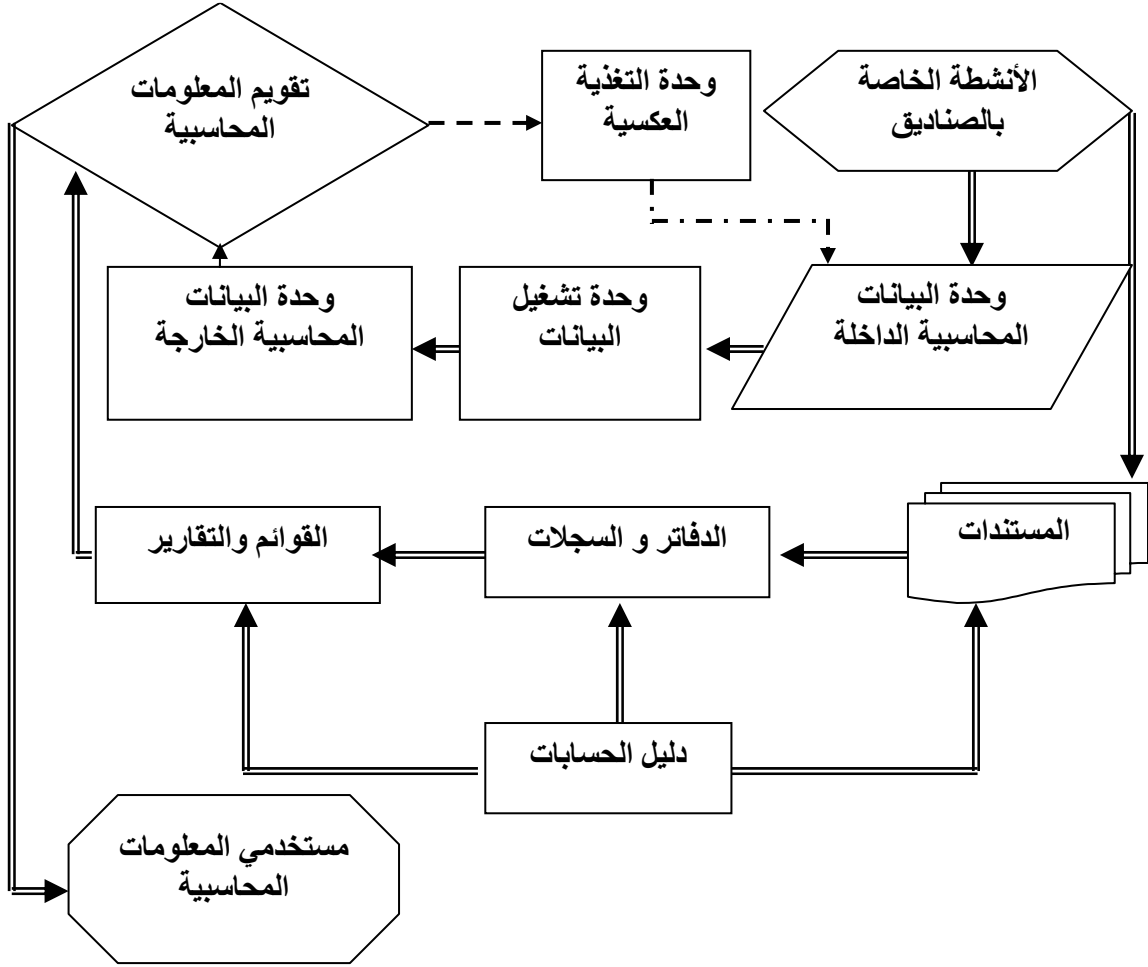 الأنشطة الخاصة
بالصناديق
وحدة التغذية
العكسية
تقويم المعلومات
المحاسبية
وحدة البيانات
المحاسبية الداخلة
وحدة تشغيل
البيانات
وحدة البيانات
المحاسبية الخارجة
المستندات
الدفاتر و السجلات
القوائم والتقارير
دليل الحسابات
مستخدمي المعلومات
المحاسبية